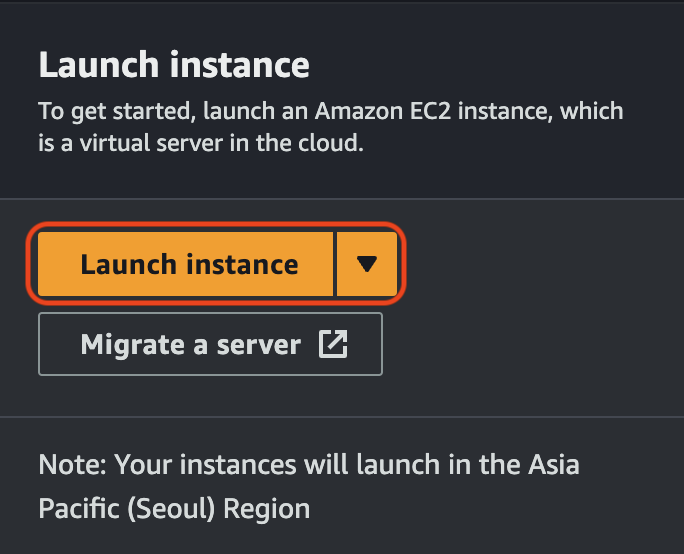 Launch instance
To get started, launch an Amazon EC2 instance, which
is a virtual server in the cloud.
Launch instance
Migrate a server
Note: Your instances will launch in the Asia
Pacific (Seoul) Region